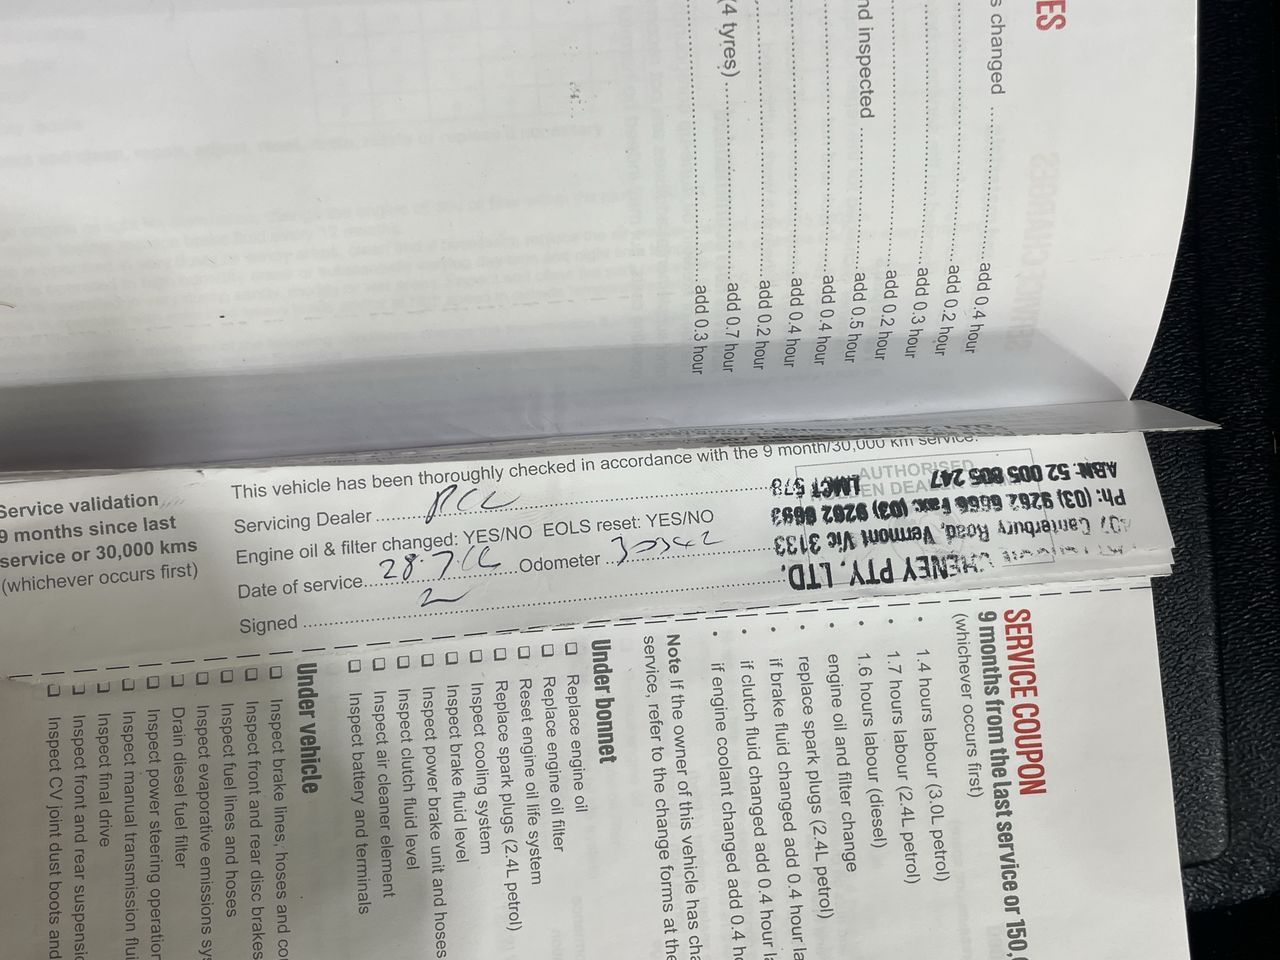 ES
s changed ........ add 0.4 hour
add 0.2 hour
add 0.3 hour
add 0.2 hour
nd inspected ........ add 0.5 hour
add 0.4 hour
add 0.4 hour
add 0.2 hour
(4 tyres) ........ add 0.7 hour
add 0.3 hour
Service validation
9 months since last
service or 30,000 kms
(whichever occurs first)
This vehicle has been thoroughly checked in accordance with the 9 month/30,000 km service.
Servicing Dealer
Engine oil & filter changed: YES/NO EOLS reset: YES/NO
Date of service Odometer
Signed
AUTHORISED
EN DEAL
CHENEY PTY. LTD.
Canterbury Road, Vermont Vic 3133
Ph: (03) 9262 6666 Fax: (03) 9262 6693
LMCT 578 ABN: 52 005 805 247
SERVICE COUPON
9 months from the last service or 150,
(whichever occurs first)
• 1.4 hours labour (3.0L petrol)
• 1.7 hours labour (2.4L petrol)
• 1.6 hours labour (diesel)
• engine oil and filter change
• replace spark plugs (2.4L petrol)
• if brake fluid changed add 0.4 hour la
• if clutch fluid changed add 0.4 hour la
• if engine coolant changed add 0.4 h
Note If the owner of this vehicle has cha
service, refer to the change forms at the
Under bonnet
Replace engine oil
Replace engine oil filter
Reset engine oil life system
Replace spark plugs (2.4L petrol)
Inspect cooling system
Inspect brake fluid level
Inspect power brake unit and hoses
Inspect clutch fluid level
Inspect air cleaner element
Inspect battery and terminals
Under vehicle
Inspect brake lines, hoses and co
Inspect front and rear disc brakes
Inspect fuel lines and hoses
Inspect evaporative emissions sy
Drain diesel fuel filter
Inspect power steering operation
Inspect manual transmission flui
Inspect final drive
Inspect front and rear suspensi
Inspect CV joint dust boots and